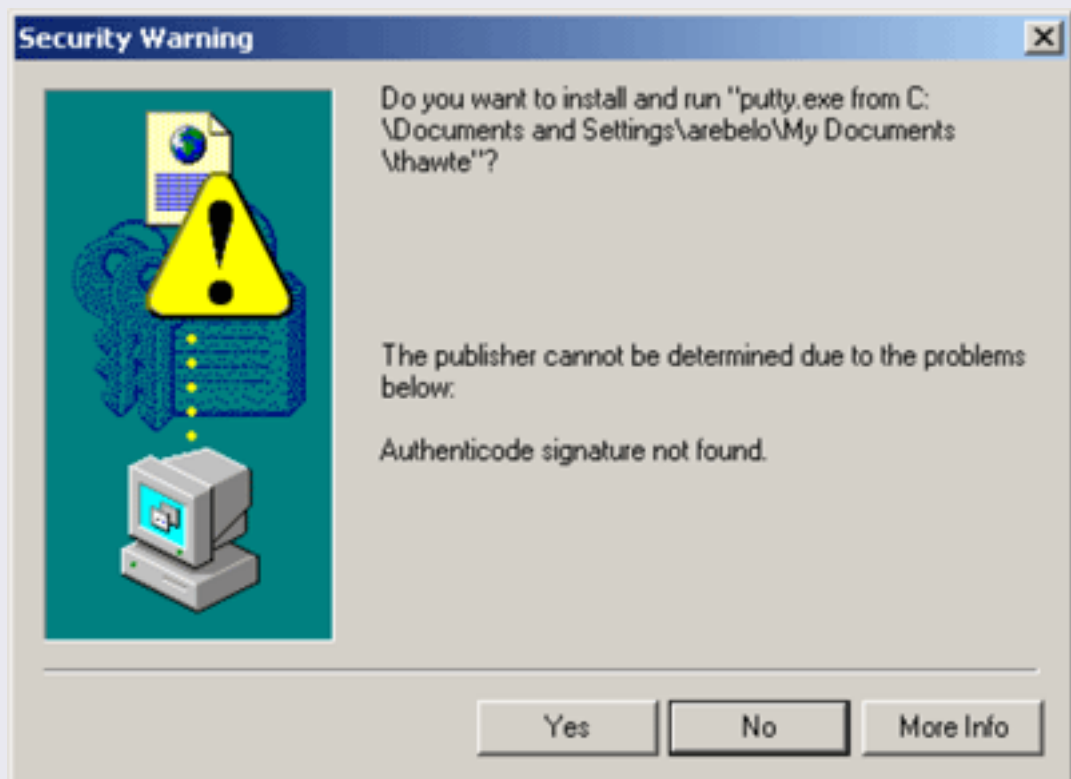 Security Warning
Do you want to install and run "putty.exe from C:
\Documents and Settings\arebelo\My Documents
\thawte"?
The publisher cannot be determined due to the problems
below:
Authenticode signature not found.
Yes
No
More Info